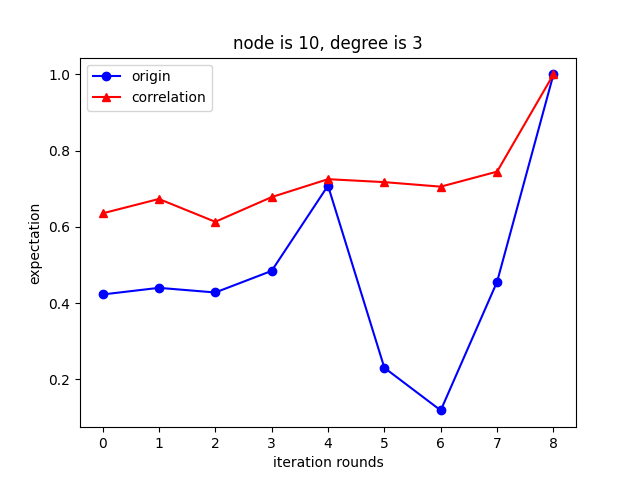 node is 10, degree is 3
origin
correlation
1.0
0.8
0.6
0.4
0.2
expectation
0 1 2 3 4 5 6 7 8
iteration rounds